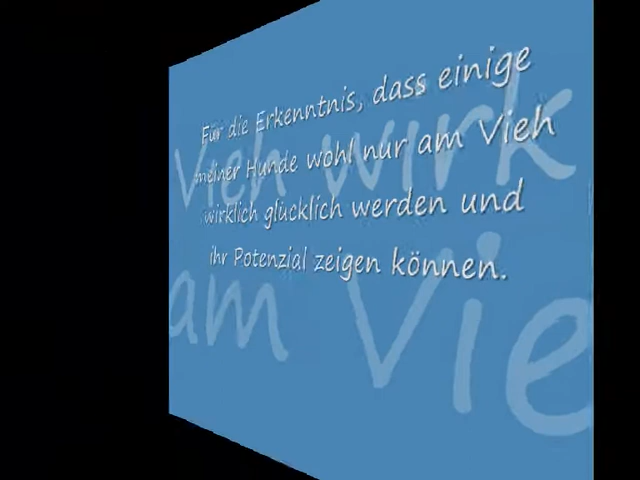 Für die Erkenntnis, dass einige
meiner Hunde wohl nur am Vieh
wirklich glücklich werden und
ihr Potenzial zeigen können.
Vieh wirk
am Vie